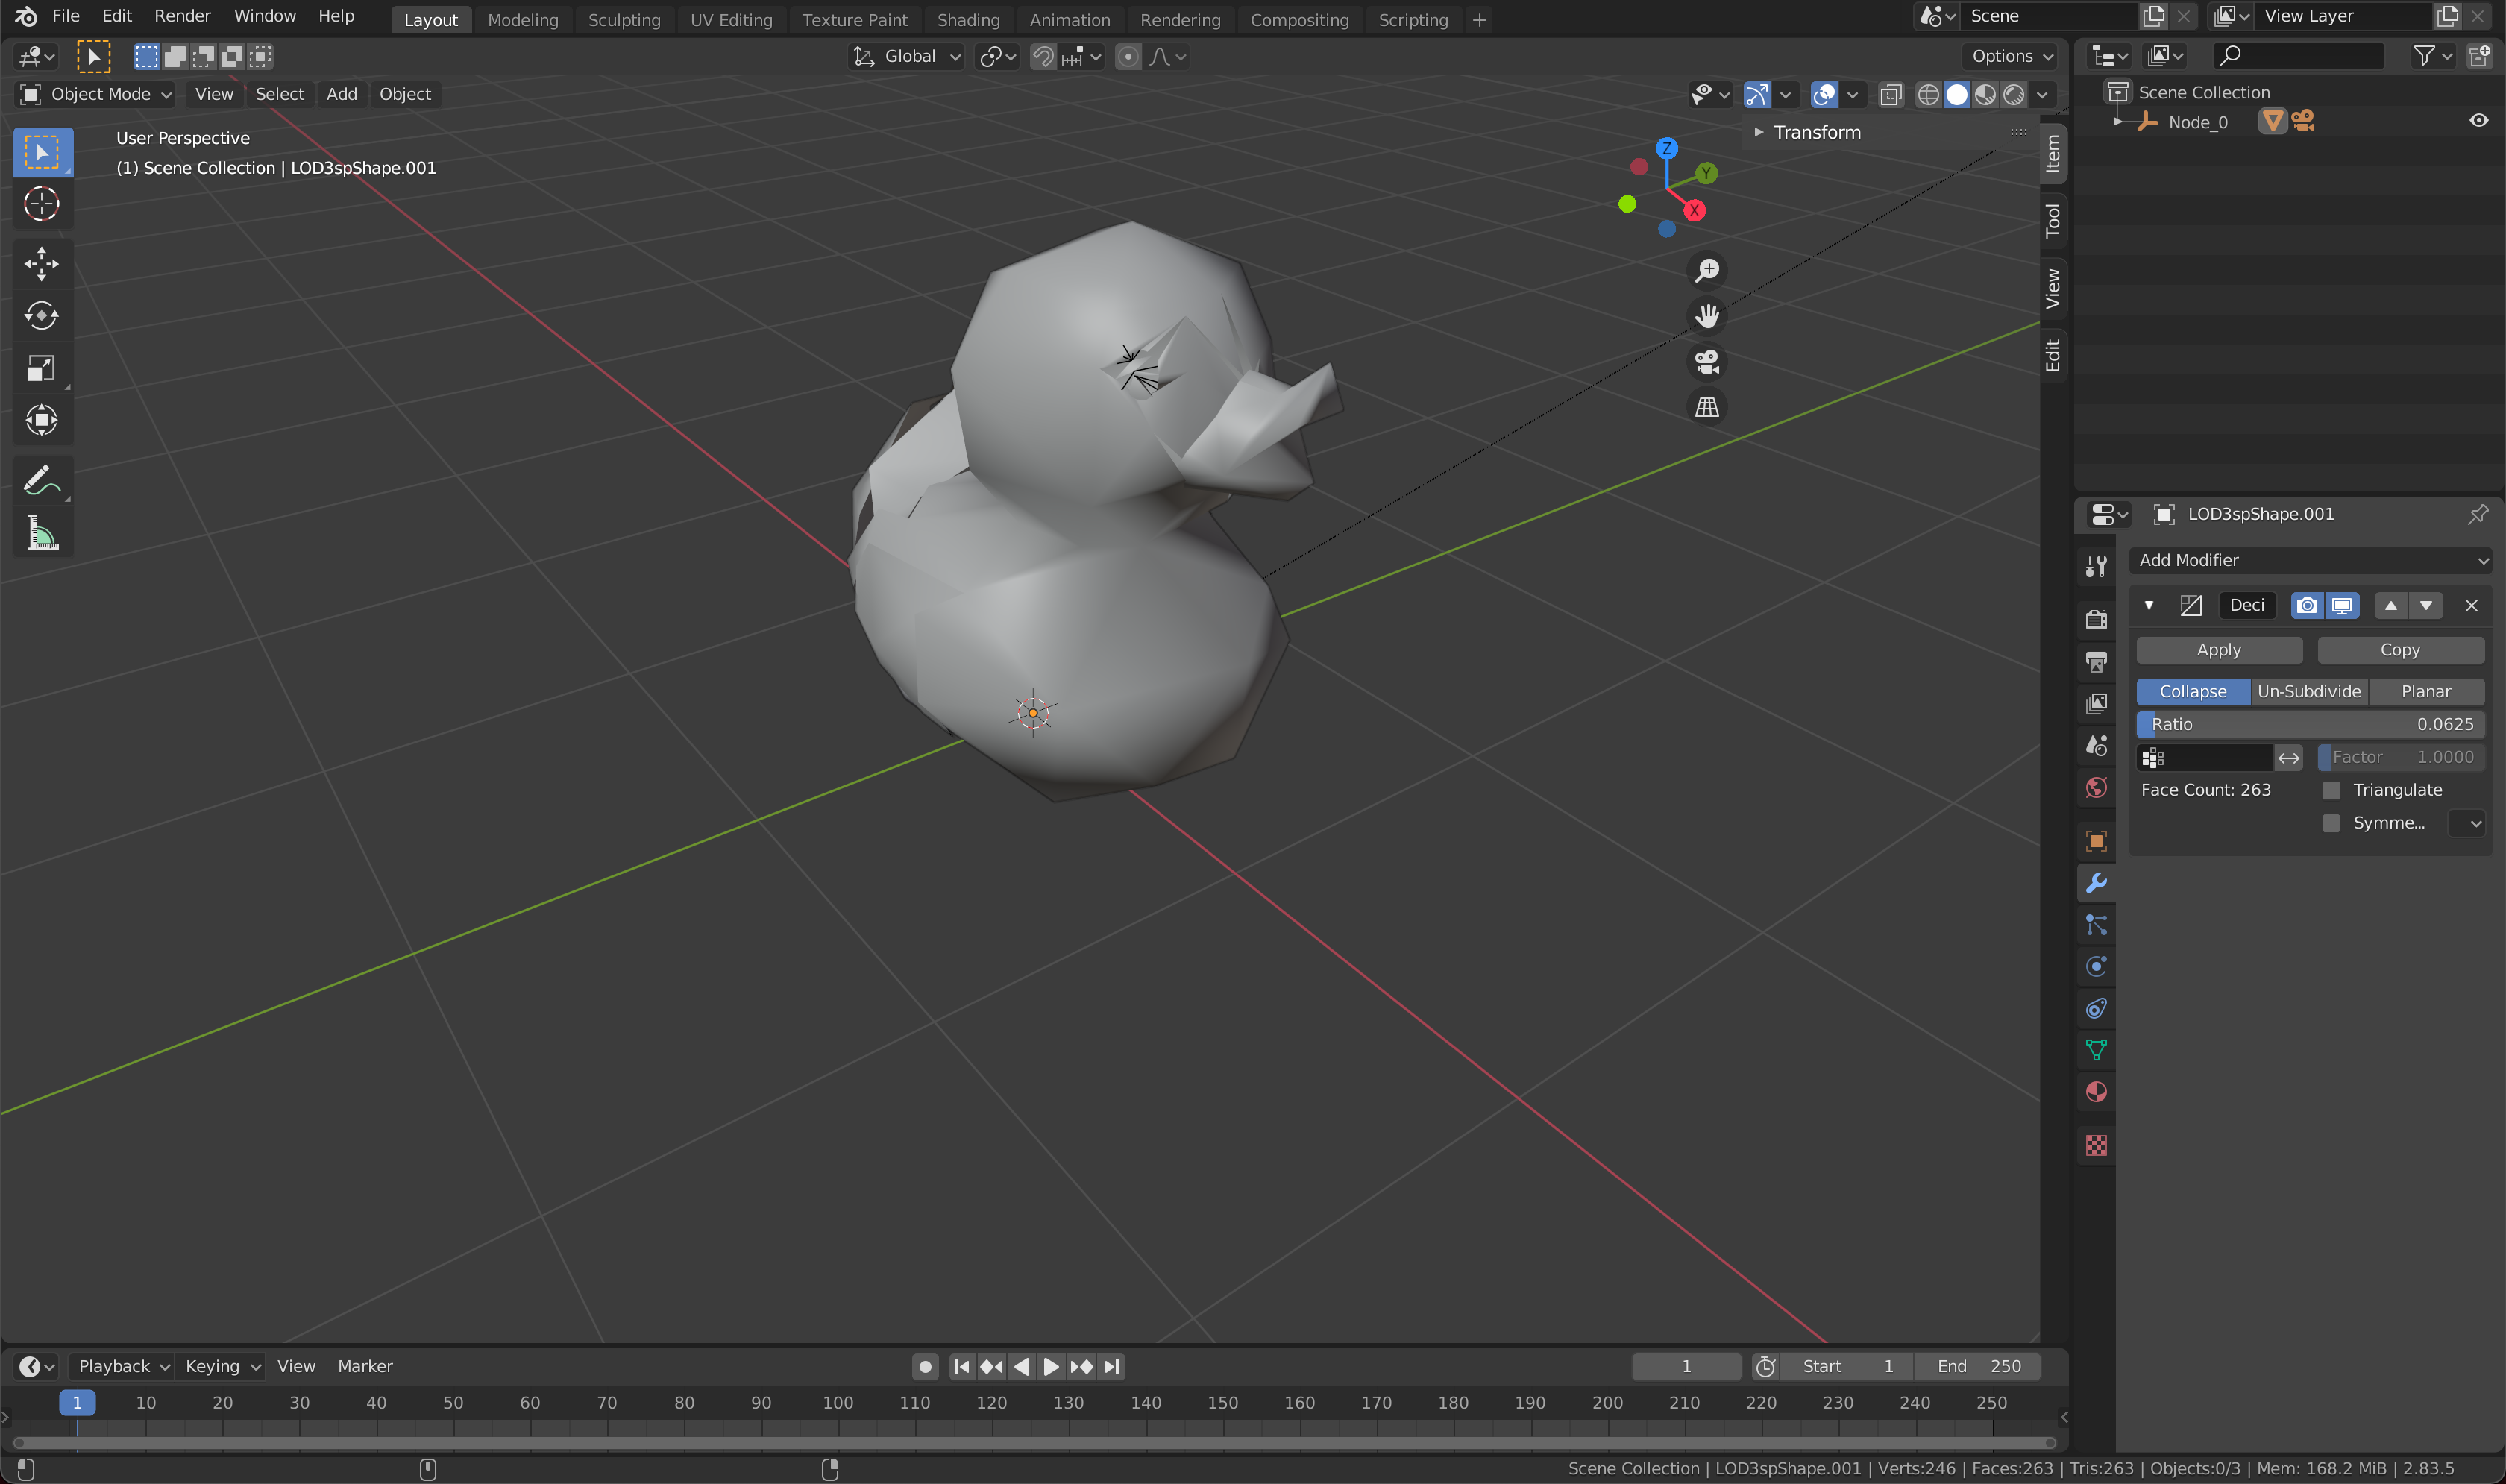 File Edit Render Window Help Layout Modeling Sculpting UV Editing Texture Paint Shading Animation Rendering Compositing Scripting + Scene View Layer
Global Options
Object Mode View Select Add Object
User Perspective
(1) Scene Collection | LOD3spShape.001
Z
Y
X
Transform
Item
Tool
View
Edit
Scene Collection
Node_0
LOD3spShape.001
Add Modifier
Deci
Apply Copy
Collapse Un-Subdivide Planar
Ratio 0.0625
Factor 1.0000
Face Count: 263 Triangulate
Symme...
Playback Keying View Marker 1 Start 1 End 250
1 10 20 30 40 50 60 70 80 90 100 110 120 130 140 150 160 170 180 190 200 210 220 230 240 250
Scene Collection | LOD3spShape.001 | Verts:246 | Faces:263 | Tris:263 | Objects:0/3 | Mem: 168.2 MiB | 2.83.5